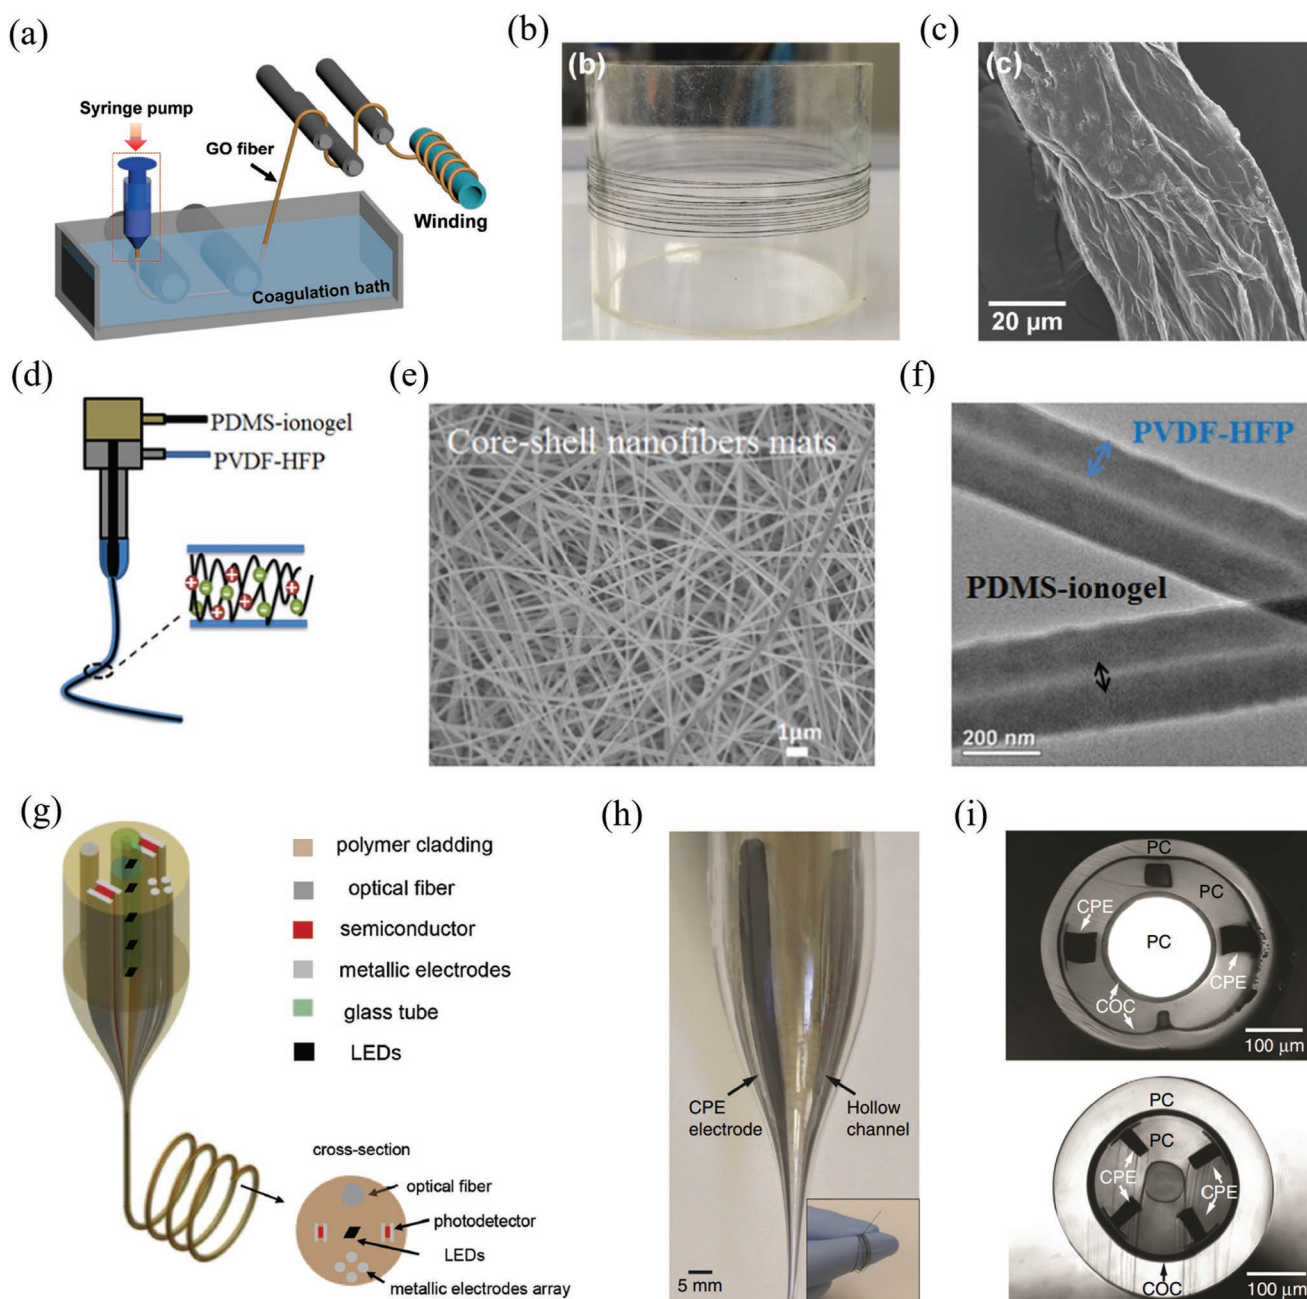 (a)
Syringe pump
GO fiber
Winding
Coagulation bath
(b)
(b)
(c)
(c)
20 μm
(d)
PDMS-ionogel
PVDF-HFP
(e)
Core-shell nanofibers mats
1μm
(f)
PVDF-HFP
PDMS-ionogel
200 nm
(g)
polymer cladding
optical fiber
semiconductor
metallic electrodes
glass tube
LEDs
cross-section
optical fiber
photodetector
LEDs
metallic electrodes array
(h)
CPE
electrode
Hollow
channel
5 mm
(i)
PC
PC
CPE
PC
CPE
COC
100 μm
PC
PC
CPE
CPE
COC
100 μm